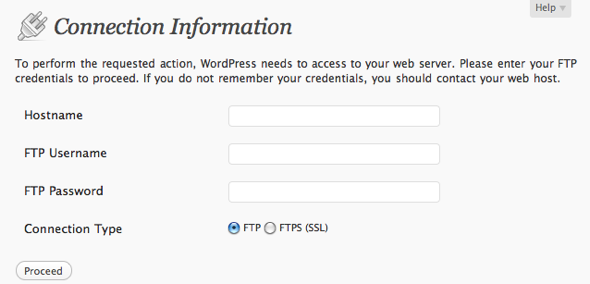 Help
Connection Information
To perform the requested action, WordPress needs to access to your web server. Please enter your FTP
credentials to proceed. If you do not remember your credentials, you should contact your web host.
Hostname
FTP Username
FTP Password
Connection Type FTP FTPS (SSL)
Proceed